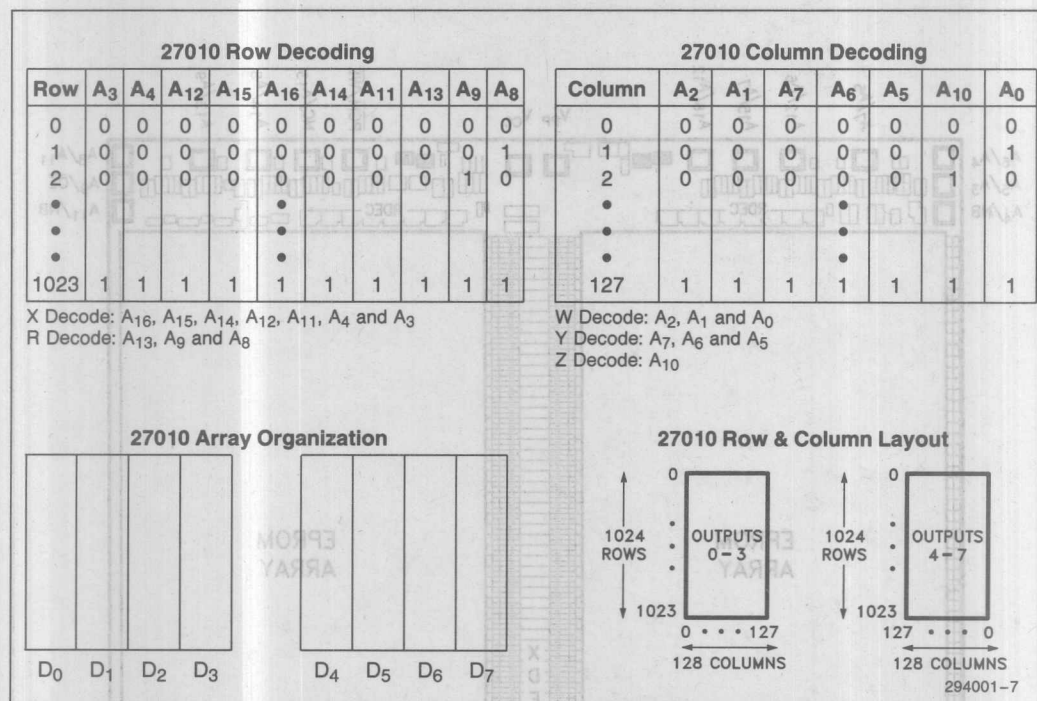 27010 Row Decoding
Row A3 A4 A12 A15 A16 A14 A11 A13 A9 A8
0 0 0 0 0 0 0 0 0 0 0
1 0 0 0 0 0 0 0 0 0 1
2 0 0 0 0 0 0 0 0 1 0
• •
• •
• •
1023 1 1 1 1 1 1 1 1 1 1
X Decode: A16, A15, A14, A12, A11, A4 and A3
R Decode: A13, A9 and A8
27010 Column Decoding
Column A2 A1 A7 A6 A5 A10 A0
0 0 0 0 0 0 0 0
1 0 0 0 0 0 0 1
2 0 0 0 0 0 1 0
• •
• •
• •
127 1 1 1 1 1 1 1
W Decode: A2, A1 and A0
Y Decode: A7, A6 and A5
Z Decode: A10
27010 Array Organization
D0 D1 D2 D3 D4 D5 D6 D7
27010 Row & Column Layout
0
1024
ROWS
OUTPUTS
0-3
1023
0 • • • 127
128 COLUMNS
0
1024
ROWS
OUTPUTS
4-7
1023
127 • • • 0
128 COLUMNS
294001-7
EPROM
ARRAY
EPROM
ARRAY